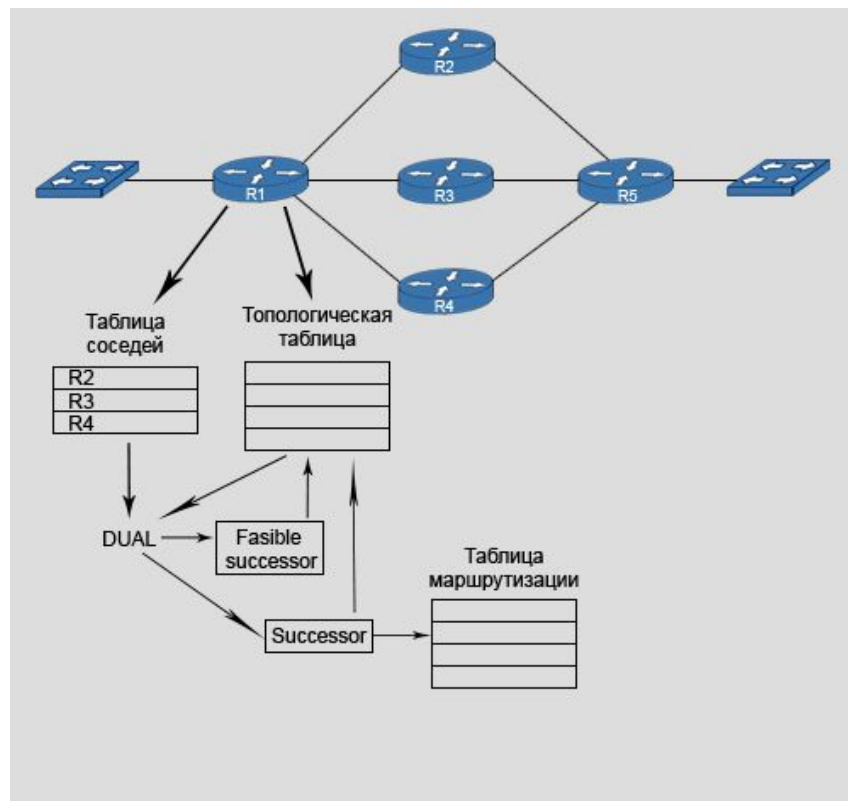 R2
R1
R3
R5
R4
Таблица
соседей
Топологическая
таблица
R2
R3
R4
DUAL
Fasible
successor
Successor
Таблица
маршрутизации